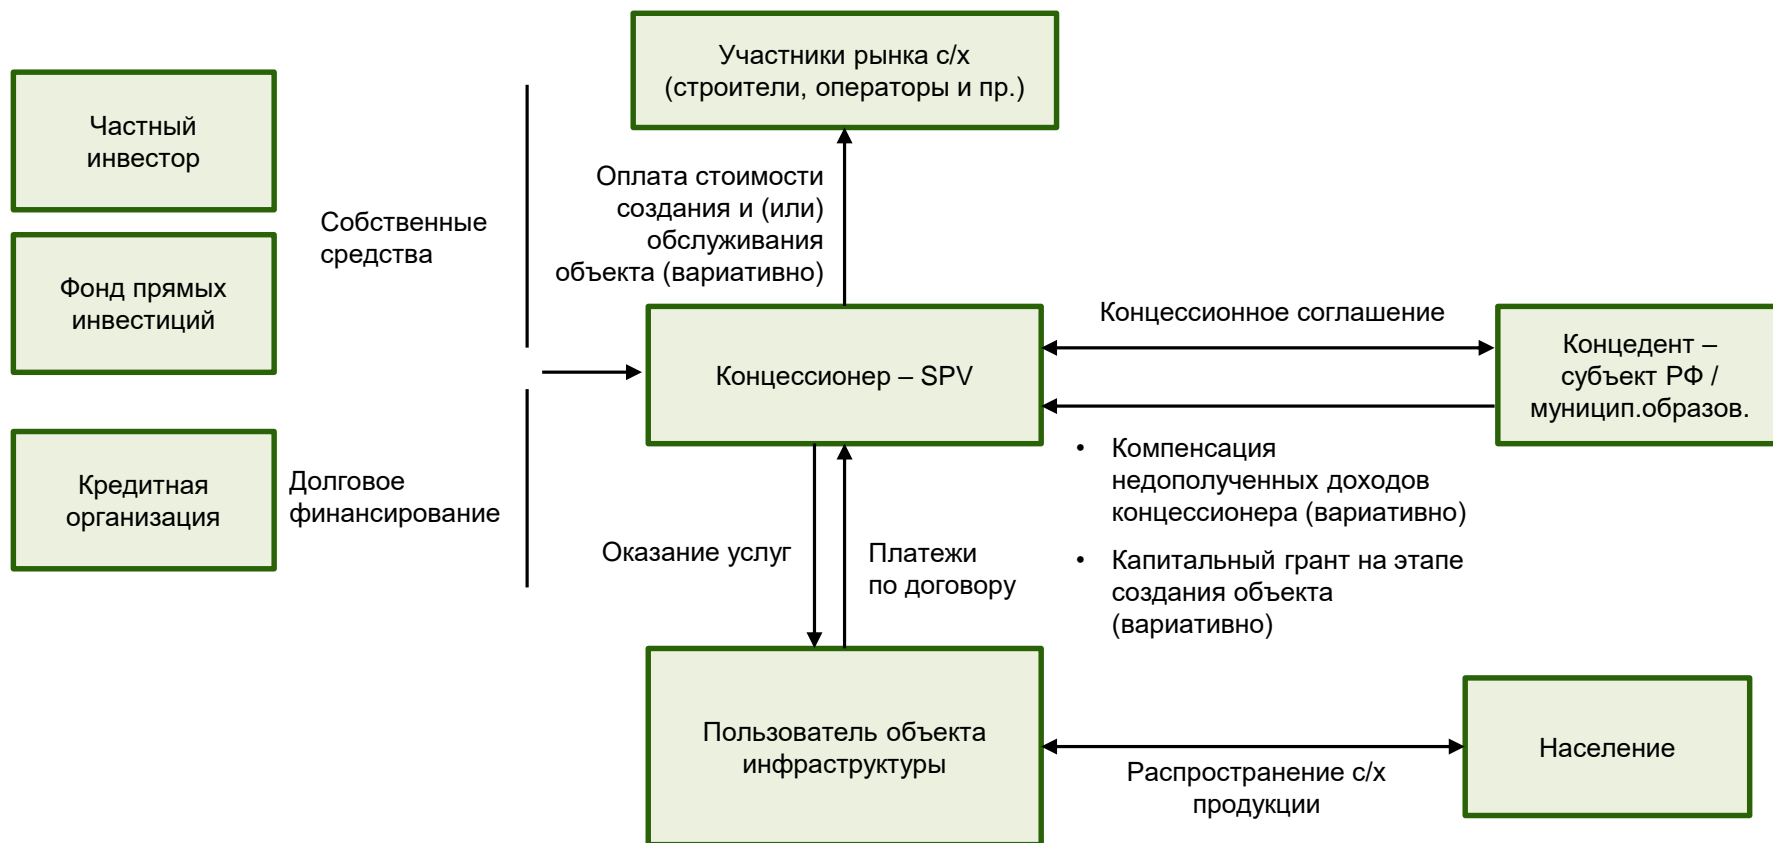 Участники рынка с/х
(строители, операторы и пр.)
Частный
инвестор
Собственные
средства
Фонд прямых
инвестиций
Кредитная
организация
Долговое
финансирование
Оплата стоимости
создания и (или)
обслуживания
объекта (вариативно)
Концессионер – SPV
Концессионное соглашение
Концедент –
субъект РФ /
муницип.образов.
• Компенсация
недополученных доходов
концессионера (вариативно)
• Капитальный грант на этапе
создания объекта
(вариативно)
Оказание услуг
Платежи
по договору
Пользователь объекта
инфраструктуры
Распространение с/х
продукции
Население